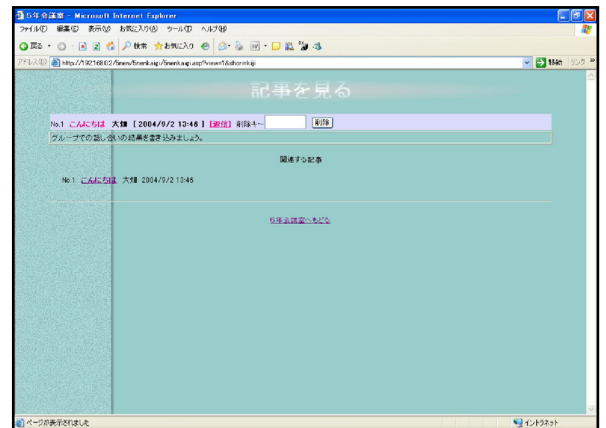 5年会議室 - Microsoft Internet Explorer
ファイル(F) 編集(E) 表示(V) お気に入り(A) ツール(T) ヘルプ(H)
戻る 検索 お気に入り
アドレス(D) 移動 リンク
記事を見る
No.1 こんにちは 大畑 [ 2004/9/2 13:46 ] [返信] 削除キー 削除
グループでの話し合いの結果を書き込みましょう。
関連する記事
No.1 こんにちは 大畑 2004/9/2 13:46
5年会議室へもどる
ページが表示されました イントラネット